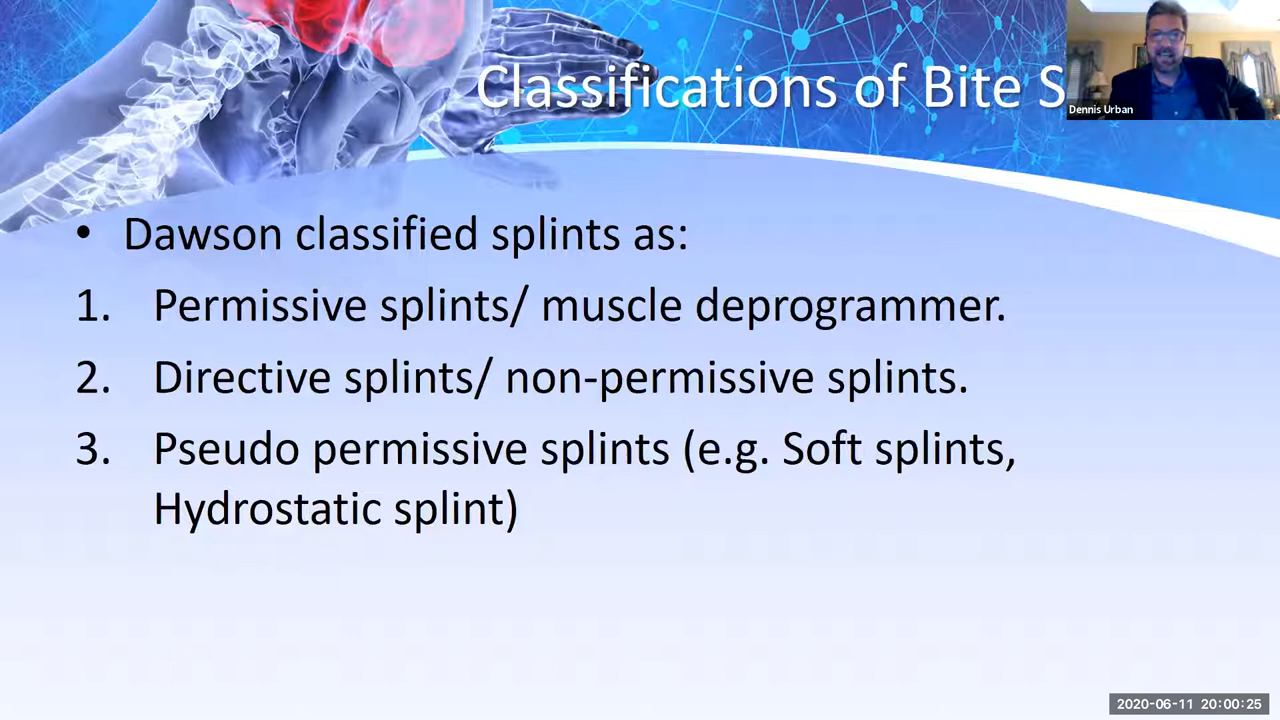 Classifications of Bite S
Dennis Urban
• Dawson classified splints as:
1. Permissive splints/ muscle deprogrammer.
2. Directive splints/ non-permissive splints.
3. Pseudo permissive splints (e.g. Soft splints,
Hydrostatic splint)
2020-06-11 20:00:25